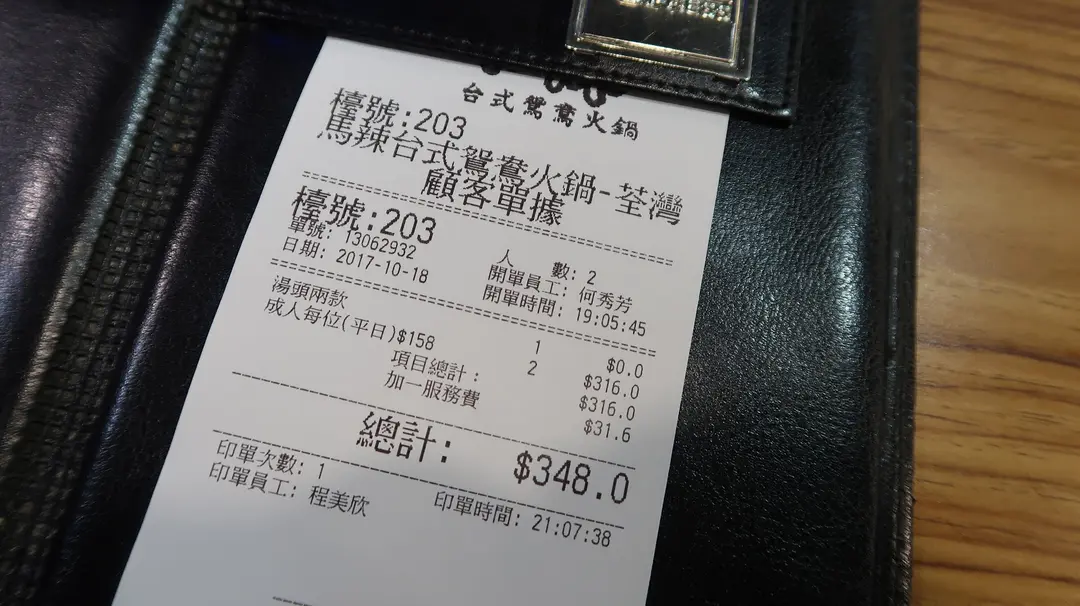 台式鴛鴦火鍋
檯號:203
馬辣台式鴛鴦火鍋-荃灣
顧客單據
檯號:203
單號: 13062932 人 數: 2
日期: 2017-10-18 開單員工: 何秀芳
開單時間: 19:05:45
湯頭兩款 1 $0.0
成人每位(平日)$158 2 $316.0
項目總計: $316.0
加一服務費 $31.6
總計: $348.0
印單次數: 1
印單員工: 程美欣 印單時間: 21:07:38